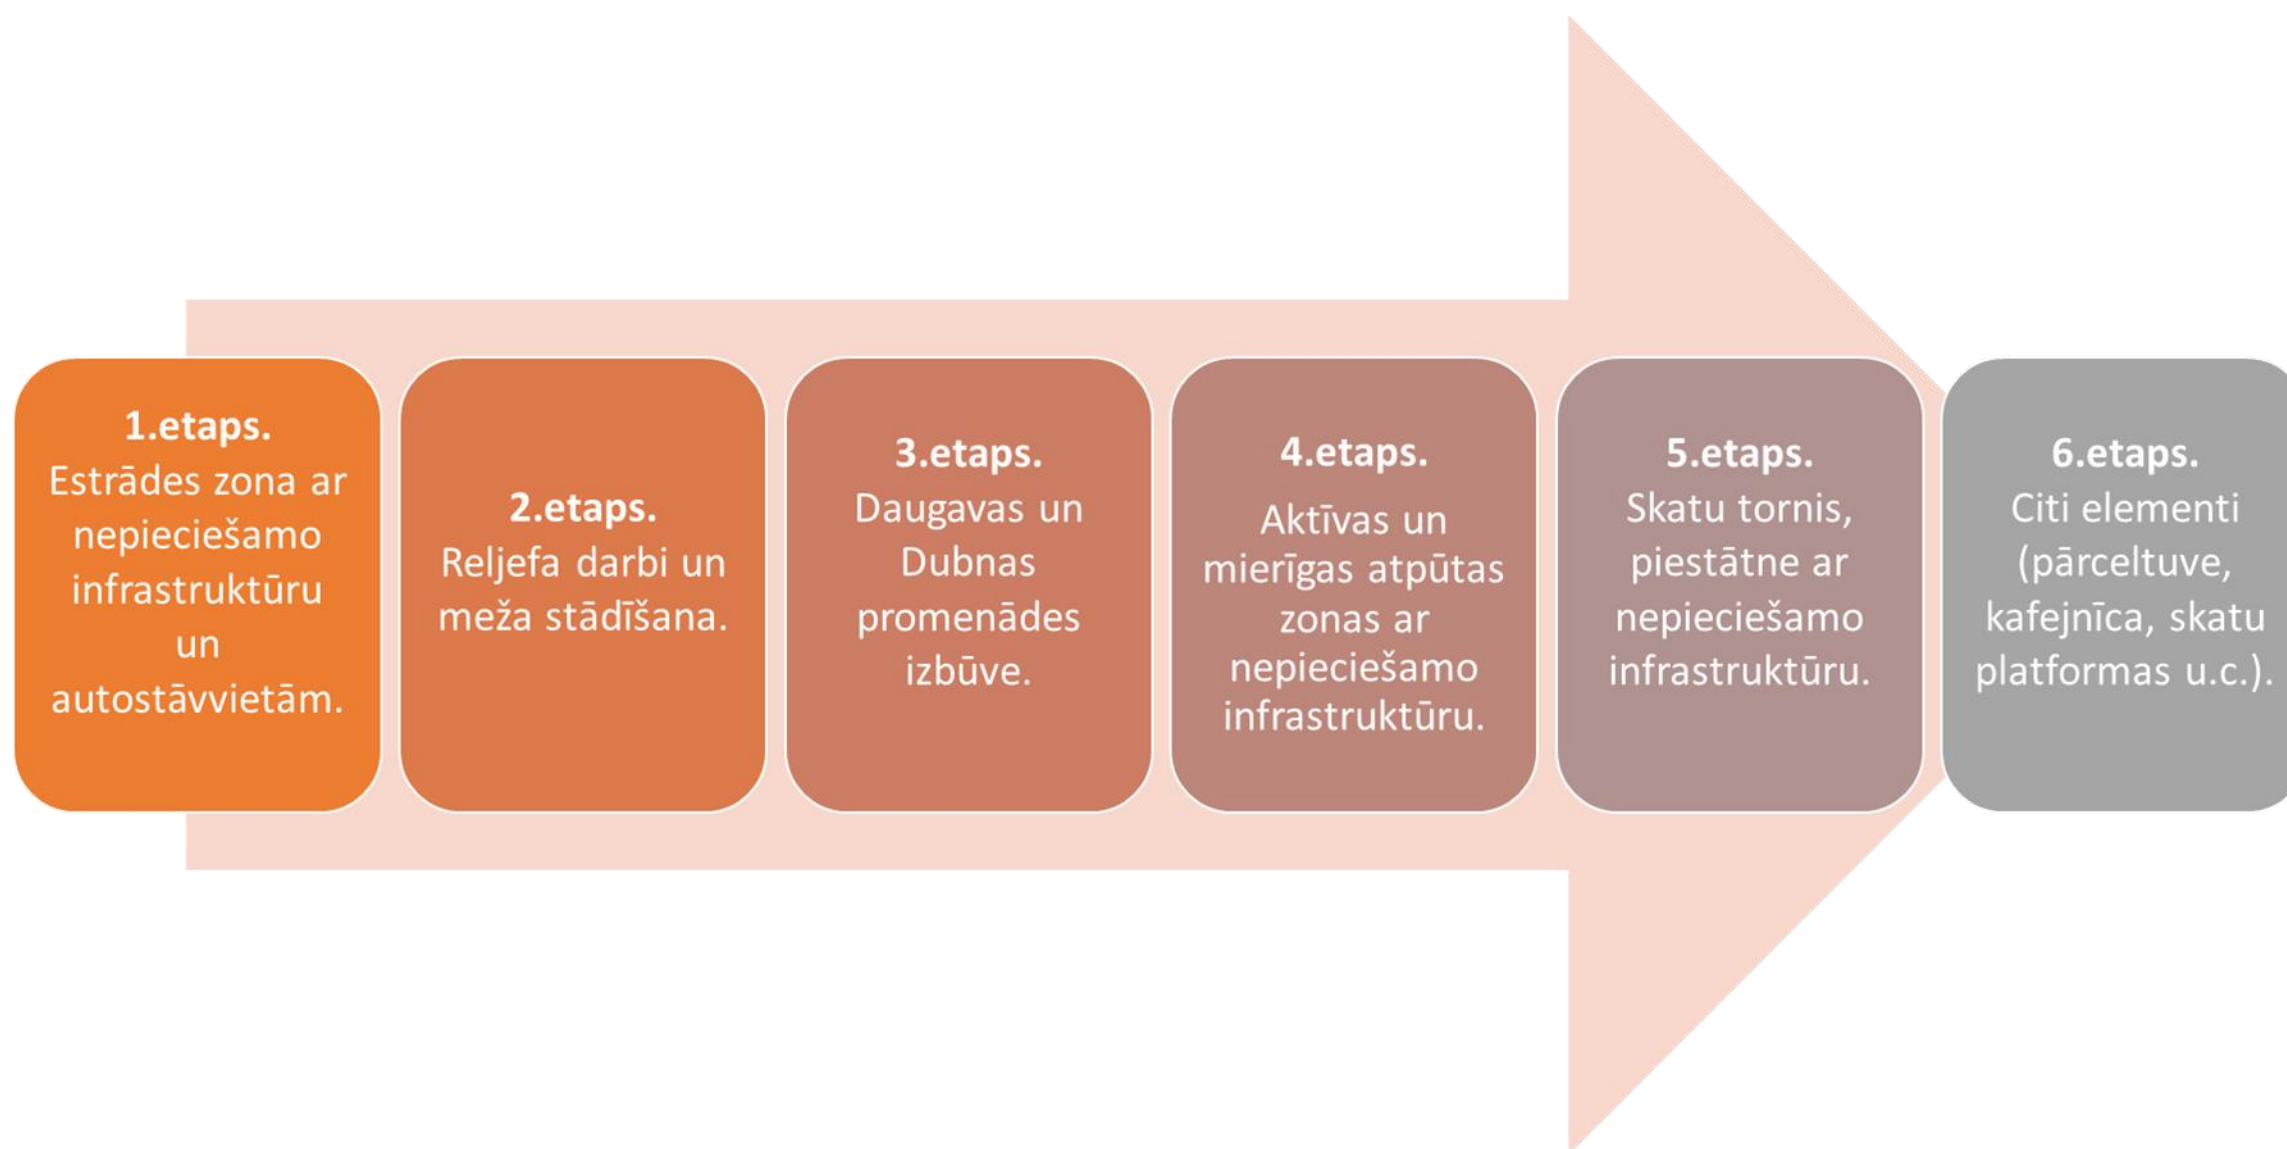 1.etaps.
Estrādes zona ar
nepieciešamo
infrastruktūru
un
autostāvvietām.
2.etaps.
Reljefa darbi un
meža stādīšana.
3.etaps.
Daugavas un
Dubnas
promenādes
izbūve.
4.etaps.
Aktīvas un
mierīgas atpūtas
zonas ar
nepieciešamo
infrastruktūru.
5.etaps.
Skatu tornis,
piestātne ar
nepieciešamo
infrastruktūru.
6.etaps.
Citi elementi
(pārceltuve,
kafejnīca, skatu
platformas u.c.).